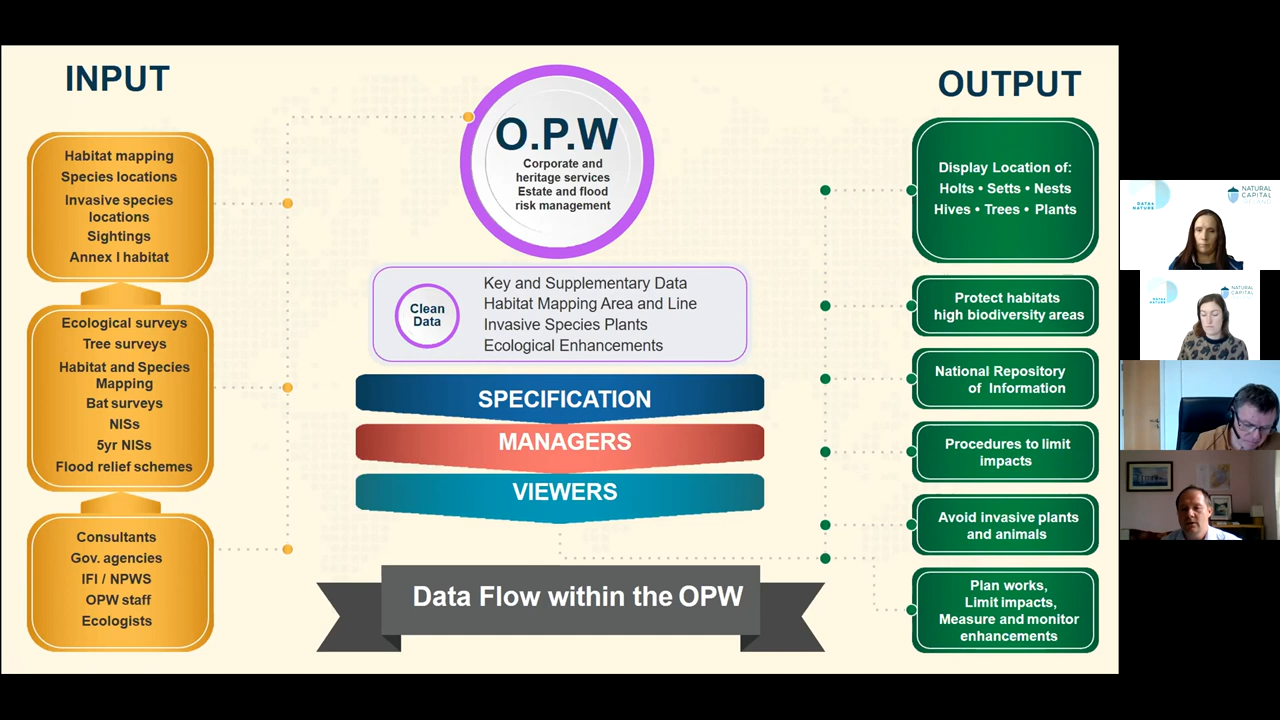 INPUT
Habitat mapping
Species locations
Invasive species
locations
Sightings
Annex I habitat
Ecological surveys
Tree surveys
Habitat and Species
Mapping
Bat surveys
NISs
5yr NISs
Flood relief schemes
Consultants
Gov. agencies
IFI / NPWS
OPW staff
Ecologists
O.P.W
Corporate and
heritage services
Estate and flood
risk management
Clean
Data
Key and Supplementary Data
Habitat Mapping Area and Line
Invasive Species Plants
Ecological Enhancements
SPECIFICATION
MANAGERS
VIEWERS
Data Flow within the OPW
OUTPUT
Display Location of:
Holts • Setts • Nests
Hives • Trees • Plants
Protect habitats
high biodiversity areas
National Repository
of Information
Procedures to limit
impacts
Avoid invasive plants
and animals
Plan works,
Limit impacts,
Measure and monitor
enhancements
NATURAL
CAPITAL
NATURAL
CAPITAL